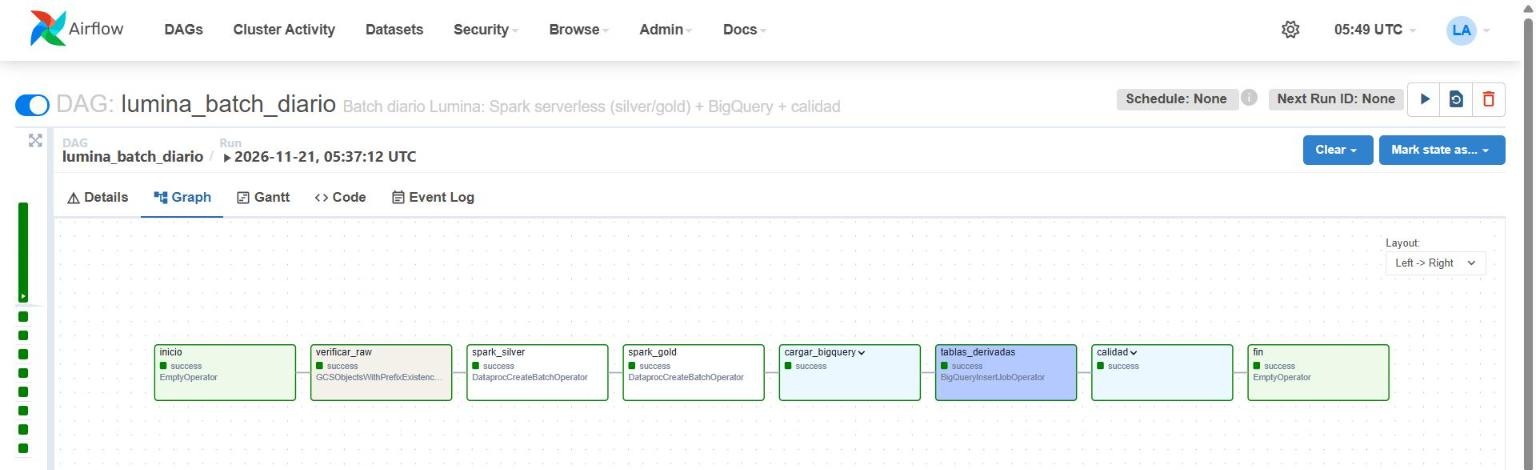 Airflow DAGs Cluster Activity Datasets Security Browse Admin Docs 05:49 UTC LA
DAG: lumina_batch_diario Batch diario Lumina: Spark serverless (silver/gold) + BigQuery + calidad Schedule: None i Next Run ID: None
DAG Run
lumina_batch_diario / 2026-11-21, 05:37:12 UTC Clear Mark state as...
Details Graph Gantt <> Code Event Log
Layout:
Left -> Right
inicio verificar_raw spark_silver spark_gold cargar_bigquery tablas_derivadas calidad fin
success success success success success success success success
EmptyOperator GCSObjectsWithPrefixExistenc... DataprocCreateBatchOperator DataprocCreateBatchOperator BigQueryInsertJobOperator EmptyOperator